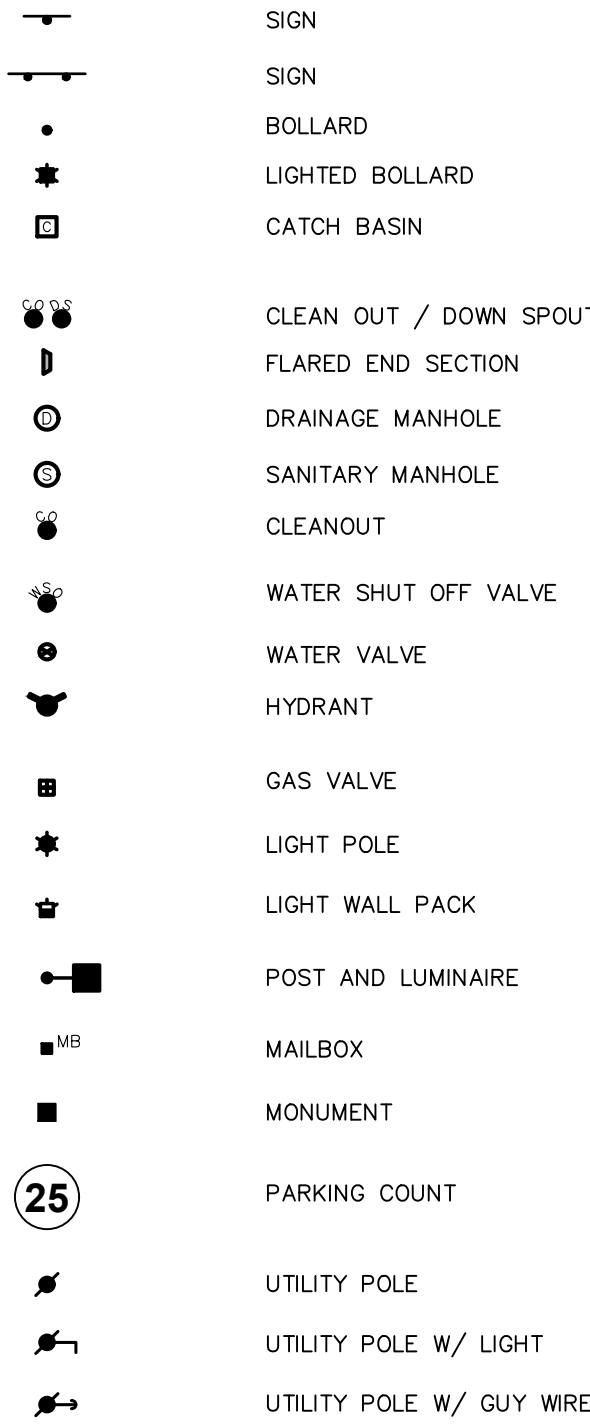 SIGN
SIGN
BOLLARD
LIGHTED BOLLARD
C CATCH BASIN
CO DS CLEAN OUT / DOWN SPOUT
FLARED END SECTION
D DRAINAGE MANHOLE
S SANITARY MANHOLE
CO CLEANOUT
WSO WATER SHUT OFF VALVE
WATER VALVE
HYDRANT
GAS VALVE
LIGHT POLE
LIGHT WALL PACK
POST AND LUMINAIRE
MB MAILBOX
MONUMENT
25 PARKING COUNT
UTILITY POLE
UTILITY POLE W/ LIGHT
UTILITY POLE W/ GUY WIRE